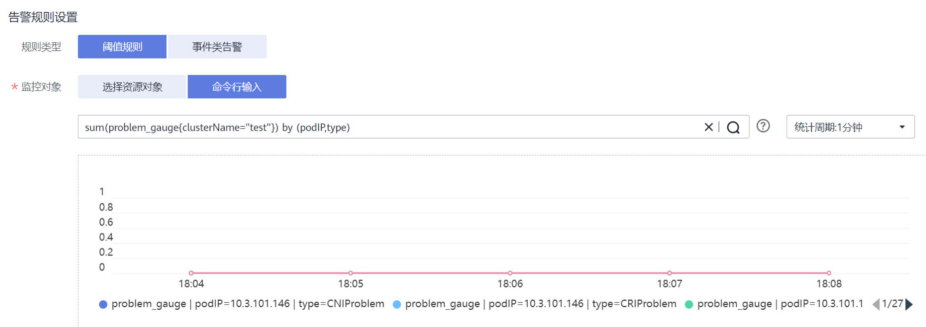 告警规则设置
规则类型 阈值规则 事件类告警
* 监控对象 选择资源对象 命令行输入
sum(problem_gauge{clusterName="test"}) by (podIP,type) 统计周期:1分钟
1
0.8
0.6
0.4
0.2
0
18:04 18:05 18:06 18:07 18:08
problem_gauge | podIP=10.3.101.146 | type=CNIProblem problem_gauge | podIP=10.3.101.146 | type=CRIProblem problem_gauge | podIP=10.3.101.1 1/27